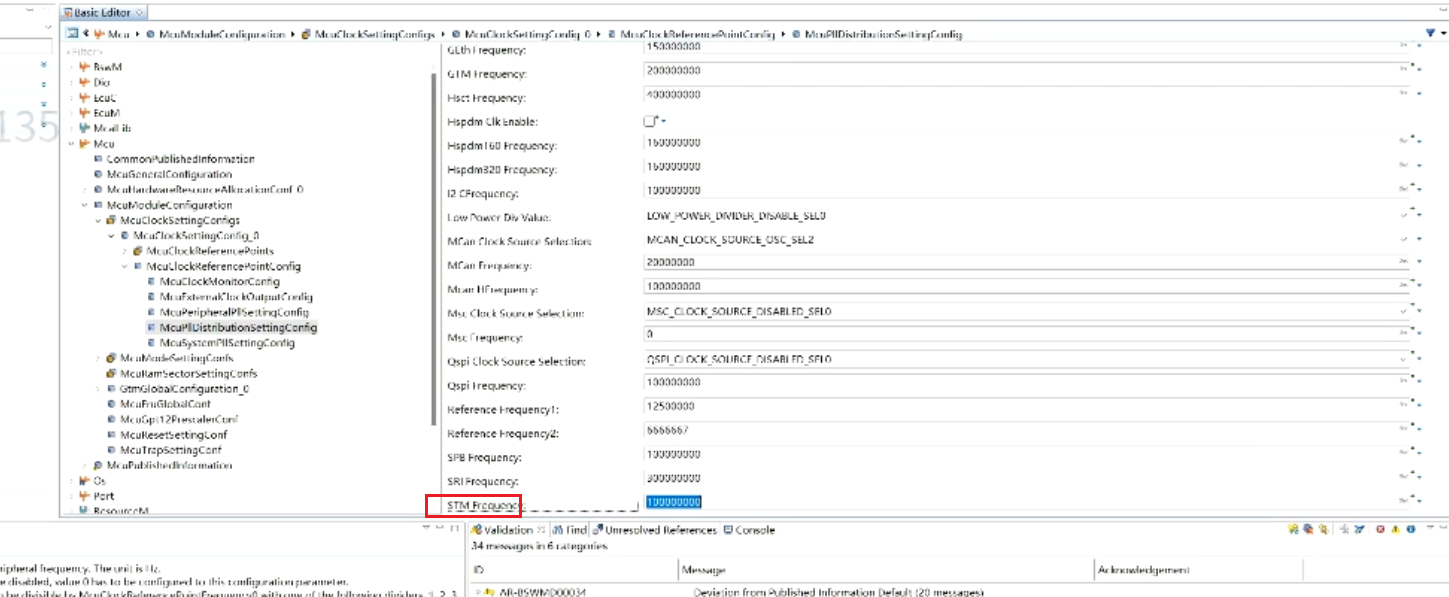 Basic Editor
Mcu McuModuleConfiguration McuClockSettingConfigs McuClockSettingConfig_0 McuClockReferencePointConfig McuPllDistributionSettingConfig
<Filter>
135
BswM
Dio
EcuC
EcuM
McalLib
Mcu
CommonPublishedInformation
McuGeneralConfiguration
McuHardwareResourceAllocationConf_0
McuModuleConfiguration
McuClockSettingConfigs
McuClockSettingConfig_0
McuClockReferencePoints
McuClockReferencePointConfig
McuClockMonitorConfig
McuExternalClockOutputConfig
McuPeripheralPllSettingConfig
McuPllDistributionSettingConfig
McuSystemPllSettingConfig
McuModeSettingConfs
McuRamSectorSettingConfs
GtmGlobalConfiguration_0
McuEruGlobalConf
McuGpt12PrescalerConf
McuResetSettingConf
McuTrapSettingConf
McuPublishedInformation
Os
Port
ResourceM
GEth Frequency: 150000000
GTM Frequency: 200000000
Hsct Frequency: 400000000
Hspdm Clk Enable:
Hspdm160 Frequency: 160000000
Hspdm320 Frequency: 160000000
I2 CFrequency: 100000000
Low Power Div Value: LOW_POWER_DIVIDER_DISABLE_SEL0
MCan Clock Source Selection: MCAN_CLOCK_SOURCE_OSC_SEL2
MCan Frequency: 20000000
Mcan HFrequency: 100000000
Msc Clock Source Selection: MSC_CLOCK_SOURCE_DISABLED_SEL0
Msc Frequency: 0
Qspi Clock Source Selection: QSPI_CLOCK_SOURCE_DISABLED_SEL0
Qspi Frequency: 100000000
Reference Frequency1: 12500000
Reference Frequency2: 6666667
SPB Frequency: 100000000
SRI Frequency: 300000000
STM Frequency: 100000000
ripheral frequency. The unit is Hz.
e disabled, value 0 has to be configured to this configuration parameter.
o be divisible by McuClockReferencePointFrequency0 with one of the following dividers 1, 2, 3
Validation Find Unresolved References Console
34 messages in 6 categories
ID Message Acknowledgement
AR-BSWMD00034 Deviation from Published Information Default (20 messages)